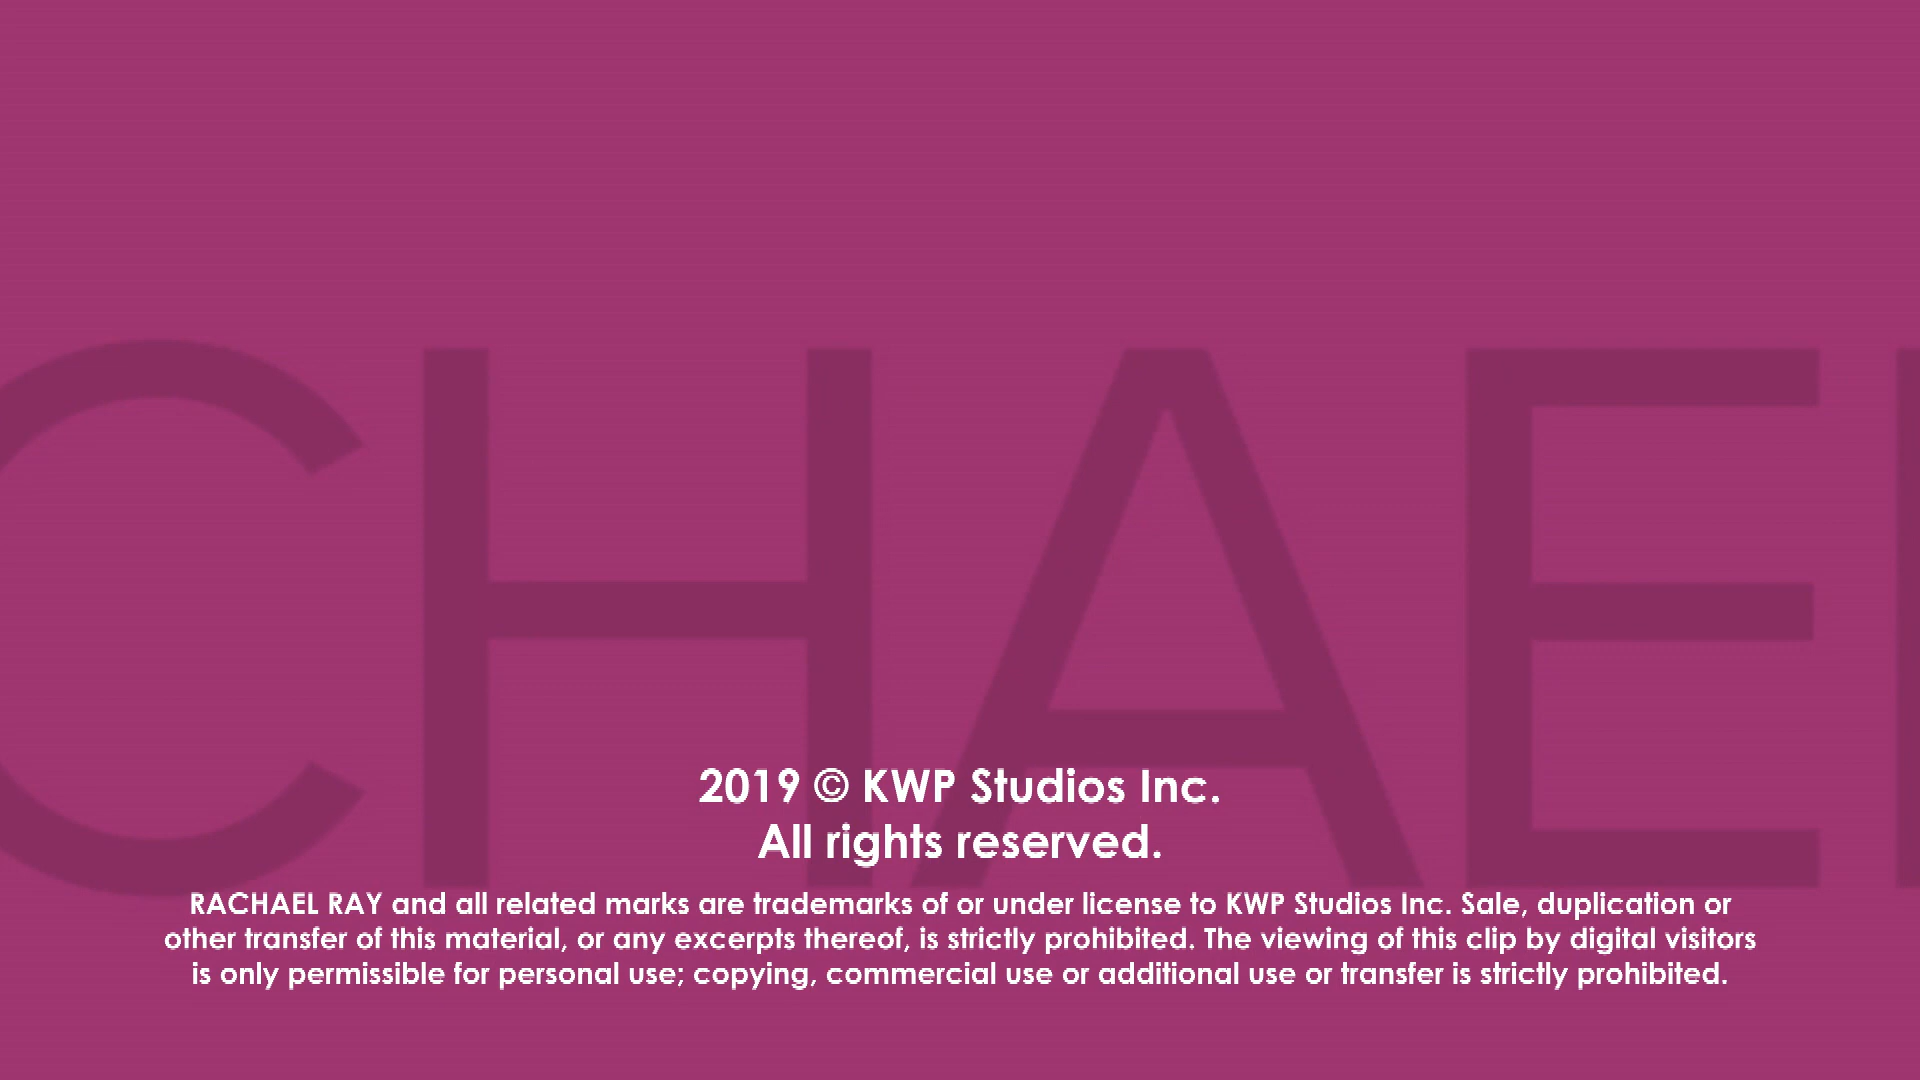 CHAE
2019 © KWP Studios Inc.
All rights reserved.
RACHAEL RAY and all related marks are trademarks of or under license to KWP Studios Inc. Sale, duplication or
other transfer of this material, or any excerpts thereof, is strictly prohibited. The viewing of this clip by digital visitors
is only permissible for personal use; copying, commercial use or additional use or transfer is strictly prohibited.